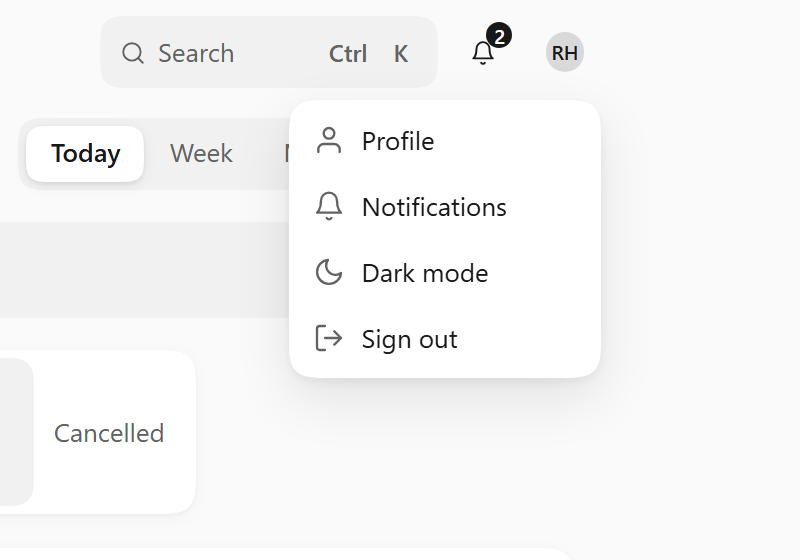 Search Ctrl K
2
RH
Today Week
Profile
Notifications
Dark mode
Sign out
Cancelled